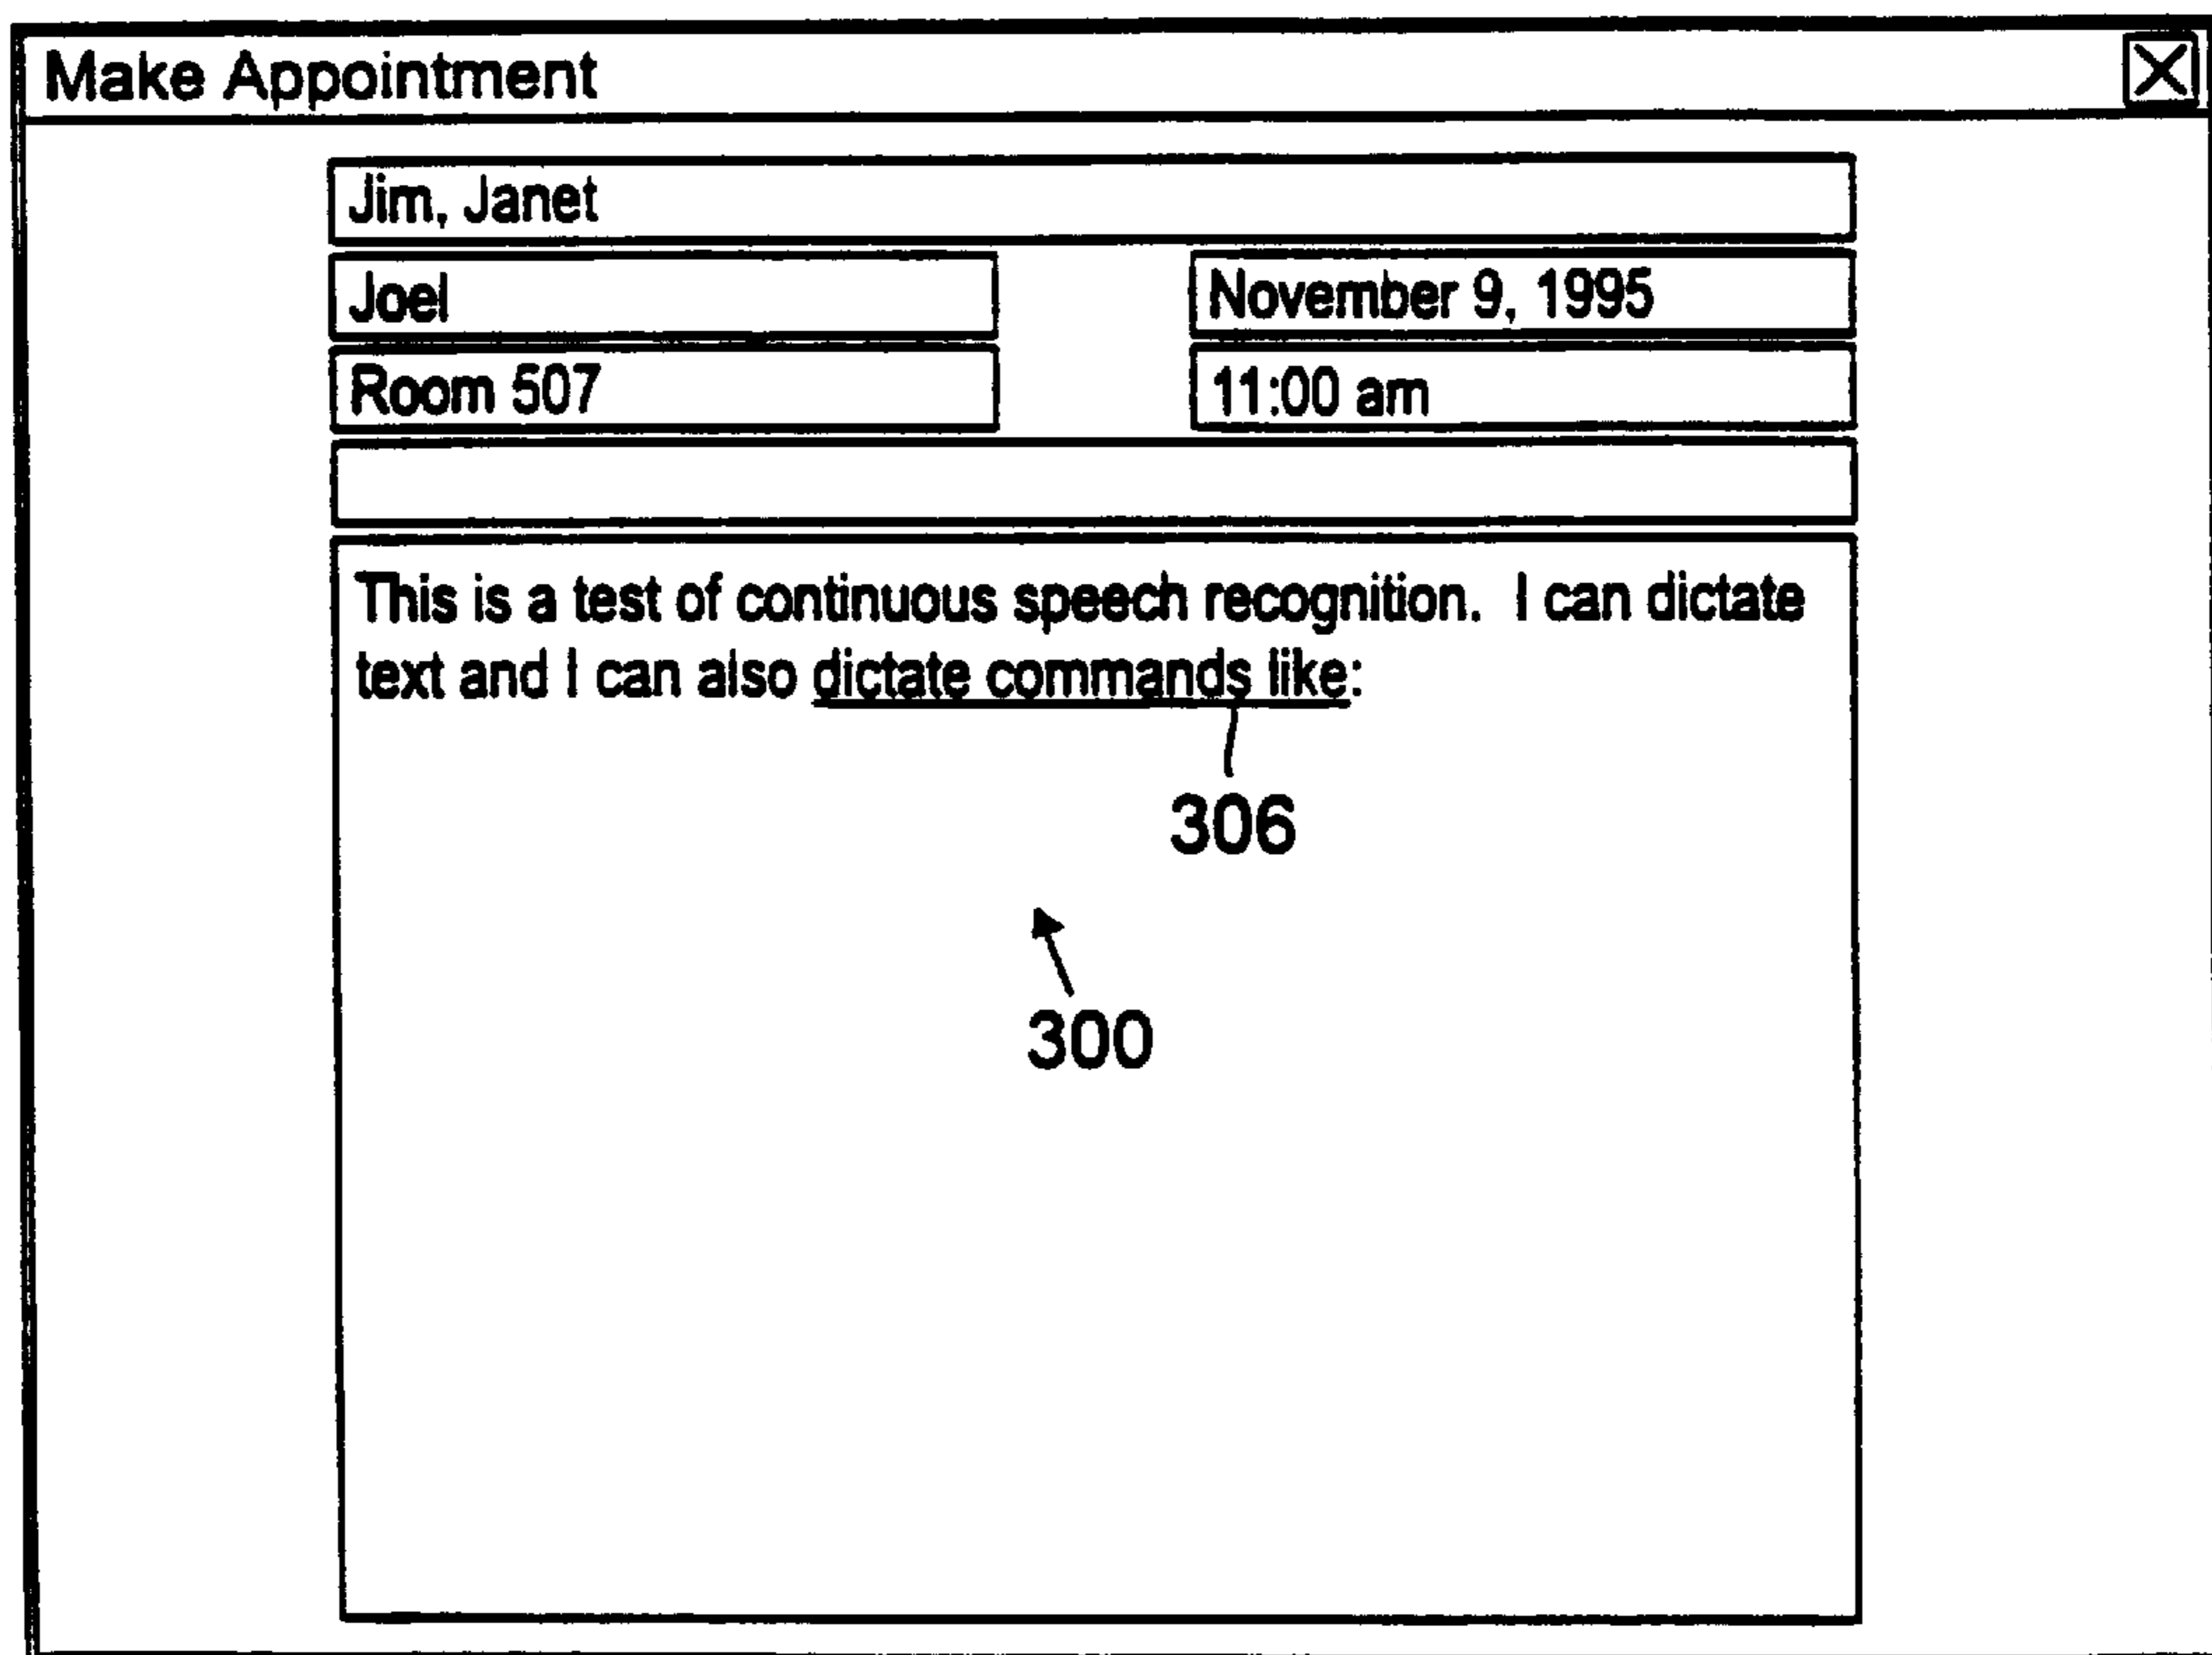 Make Appointment
Jim, Janet
Joel
November 9, 1995
Room 507
11:00 am
This is a test of continuous speech recognition.  I can dictate
text and I can also dictate commands like:
306
300